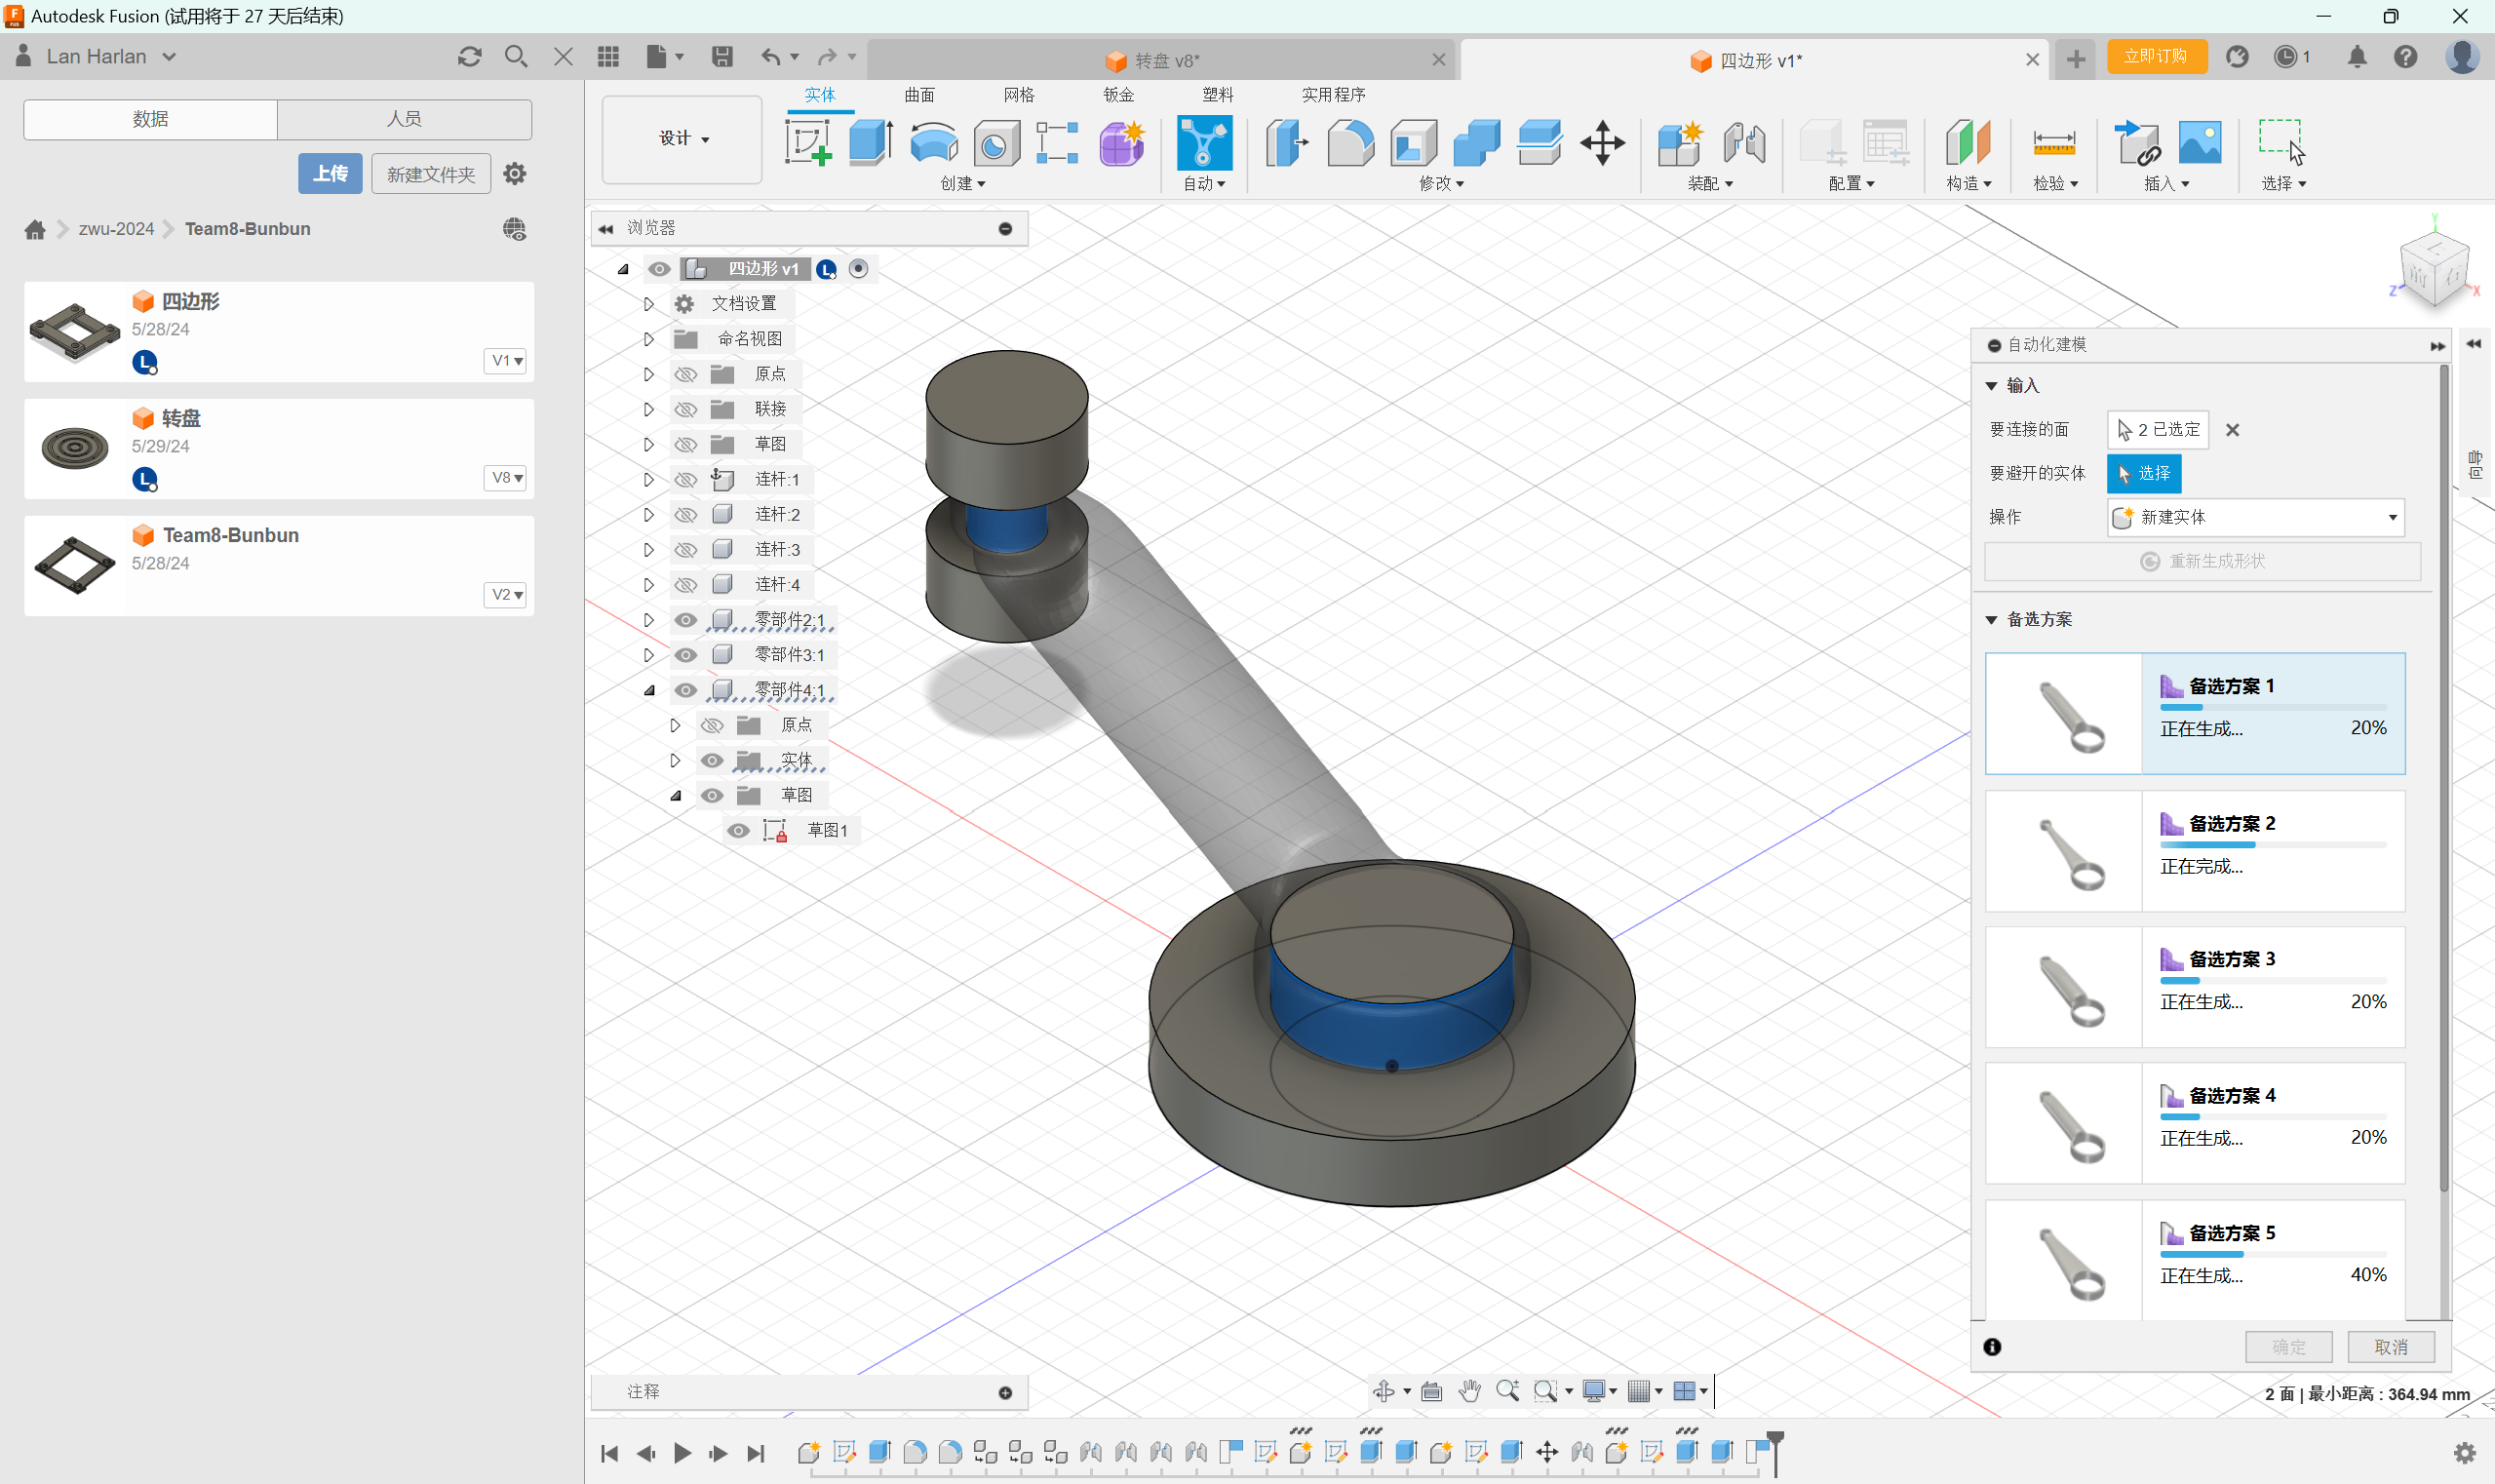 Autodesk Fusion (试用将于 27 天后结束)
Lan Harlan
转盘 v8*
四边形 v1*
立即订购
1
数据
人员
上传
新建文件夹
zwu-2024
Team8-Bunbun
四边形
5/28/24
L
V1
转盘
5/29/24
L
V8
Team8-Bunbun
5/28/24
V2
设计
实体
曲面
网格
钣金
塑料
实用程序
创建
自动
修改
装配
配置
构造
检验
插入
选择
浏览器
四边形 v1
L
文档设置
命名视图
原点
联接
草图
连杆:1
连杆:2
连杆:3
连杆:4
零部件2:1
零部件3:1
零部件4:1
原点
实体
草图
草图1
Y
Z
X
自动化建模
向导
输入
要连接的面
2 已选定
要避开的实体
选择
操作
新建实体
重新生成形状
备选方案
备选方案 1
正在生成... 20%
备选方案 2
正在完成...
备选方案 3
正在生成... 20%
备选方案 4
正在生成... 20%
备选方案 5
正在生成... 40%
确定
取消
注释
2 面 | 最小距离 : 364.94 mm